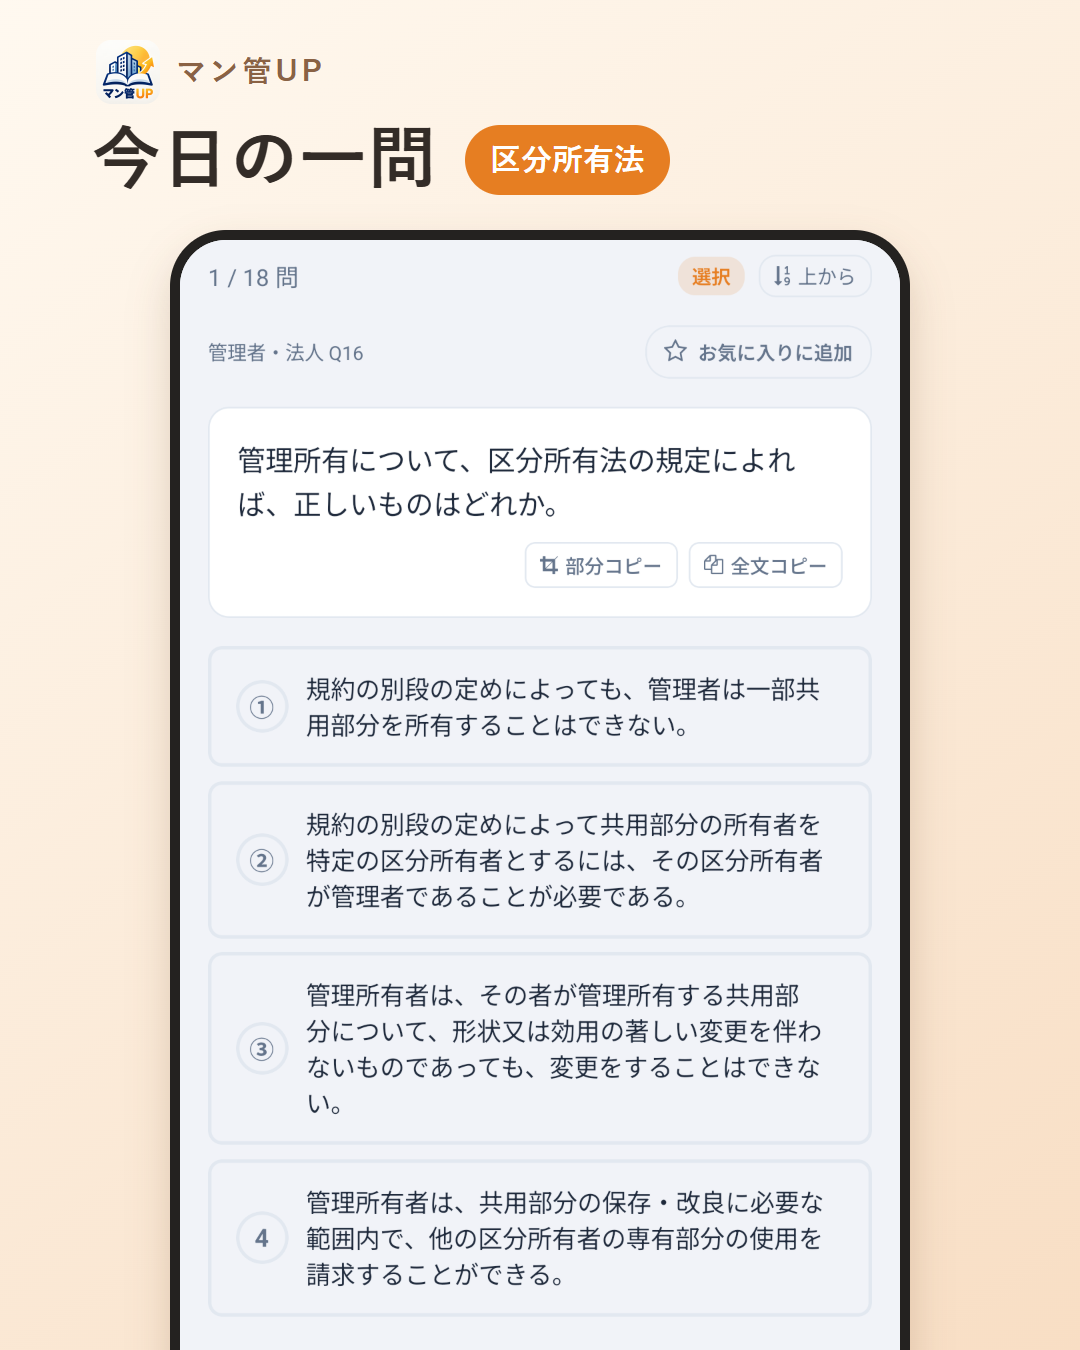 マン管UP
マン管UP
今日の一問
区分所有法
1 / 18 問
選択
上から
管理者・法人 Q16
お気に入りに追加
管理所有について、区分所有法の規定によれ
ば、正しいものはどれか。
部分コピー
全文コピー
①
規約の別段の定めによっても、管理者は一部共
用部分を所有することはできない。
②
規約の別段の定めによって共用部分の所有者を
特定の区分所有者とするには、その区分所有者
が管理者であることが必要である。
③
管理所有者は、その者が管理所有する共用部
分について、形状又は効用の著しい変更を伴わ
ないものであっても、変更をすることはできな
い。
4
管理所有者は、共用部分の保存・改良に必要な
範囲内で、他の区分所有者の専有部分の使用を
請求することができる。